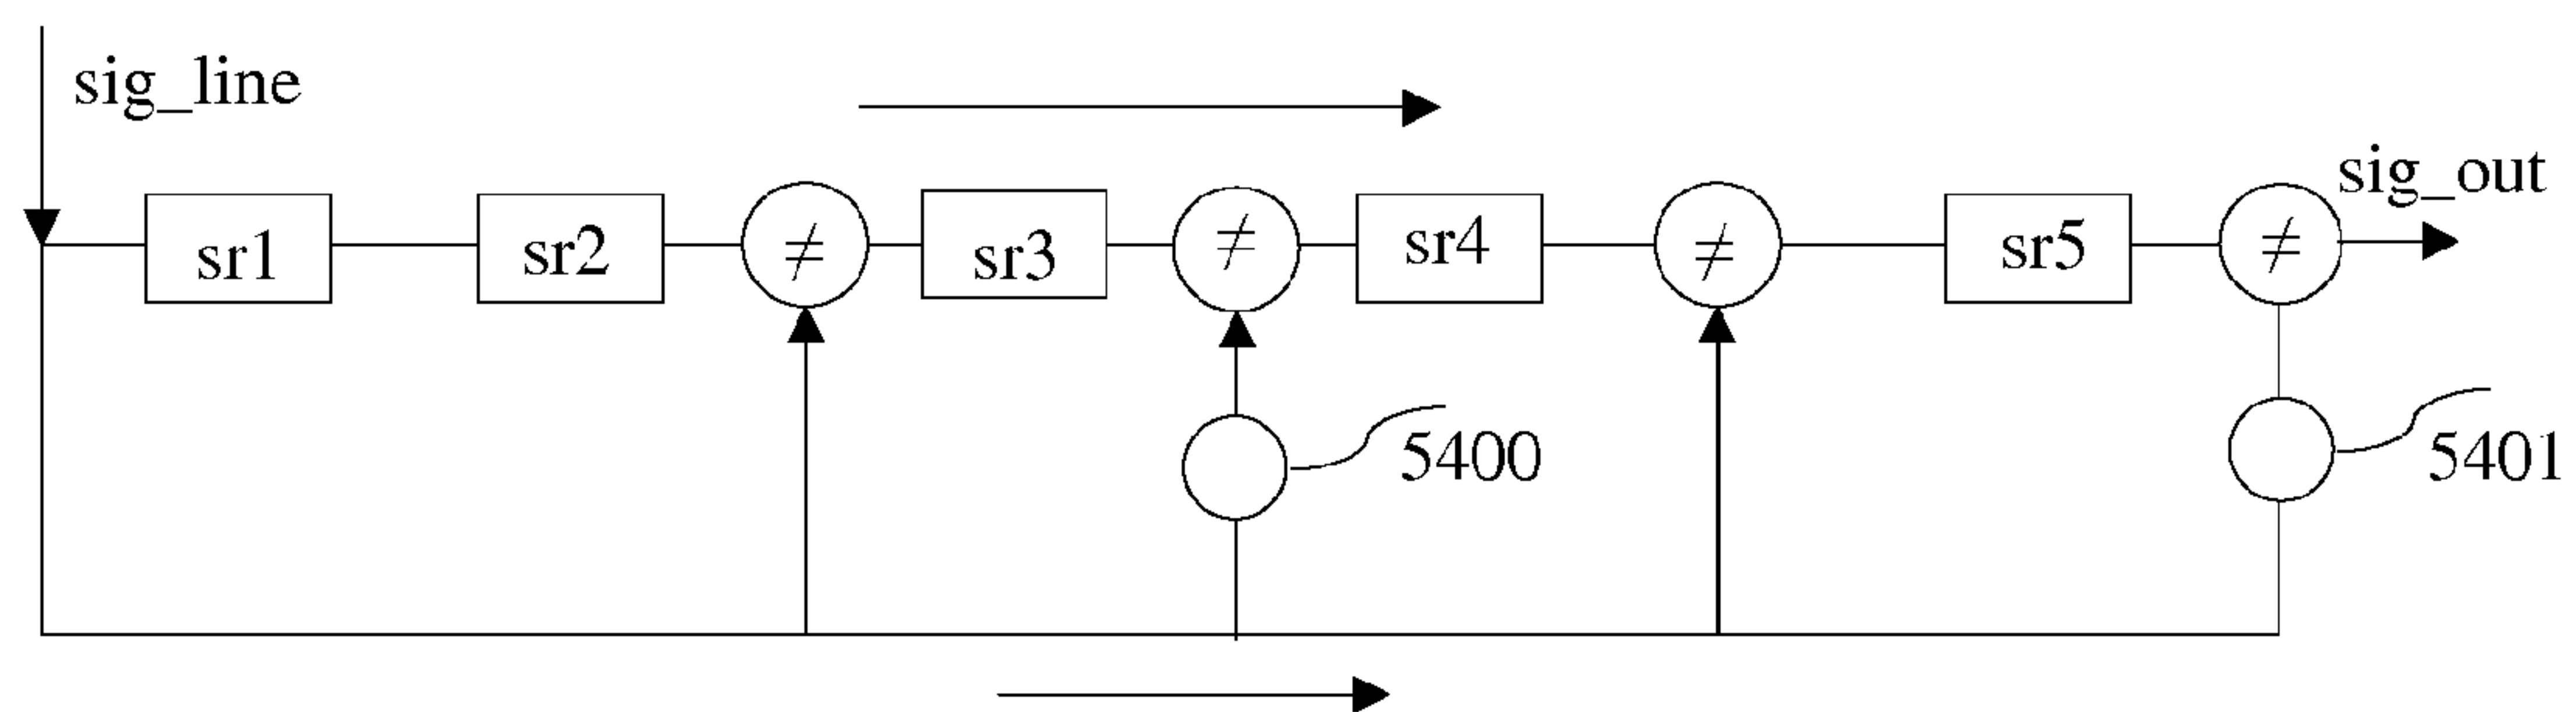 sig_line
sig_out
sr1 sr2 ≠ sr3 ≠ sr4 ≠ sr5 ≠
5400
5401